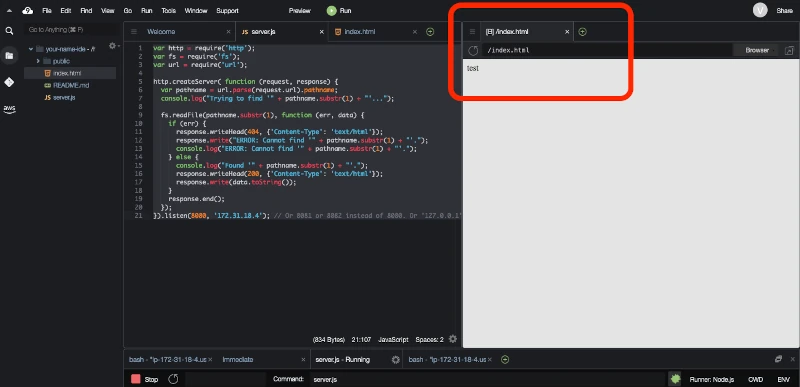 File Edit Find View Go Run Tools Window Support Preview Run V Share
Go to Anything (⌘ P)
your-name-ide - /h
public
index.html
README.md
server.js
aws
Welcome × server.js × index.html ×
1 var http = require('http');
2 var fs = require('fs');
3 var url = require('url');
4
5 http.createServer( function (request, response) {
6 var pathname = url.parse(request.url).pathname;
7 console.log("Trying to find '" + pathname.substr(1) + "'...");
8
9 fs.readFile(pathname.substr(1), function (err, data) {
10 if (err) {
11 response.writeHead(404, {'Content-Type': 'text/html'});
12 response.write("ERROR: Cannot find '" + pathname.substr(1) + "'.");
13 console.log("ERROR: Cannot find '" + pathname.substr(1) + "'.");
14 } else {
15 console.log("Found '" + pathname.substr(1) + "'.");
16 response.writeHead(200, {'Content-Type': 'text/html'});
17 response.write(data.toString());
18 }
19 response.end();
20 });
21 }).listen(8080, '172.31.18.4'); // Or 8081 or 8082 instead of 8080. Or '127.0.0.1'
(834 Bytes) 21:107 JavaScript Spaces: 2
[B] /index.html ×
/index.html Browser
test
bash - "ip-172-31-18-4.us × Immediate × server.js - Running bash - "ip-172-31-18-4.us ×
Stop Command: server.js Runner: Node.js CWD ENV